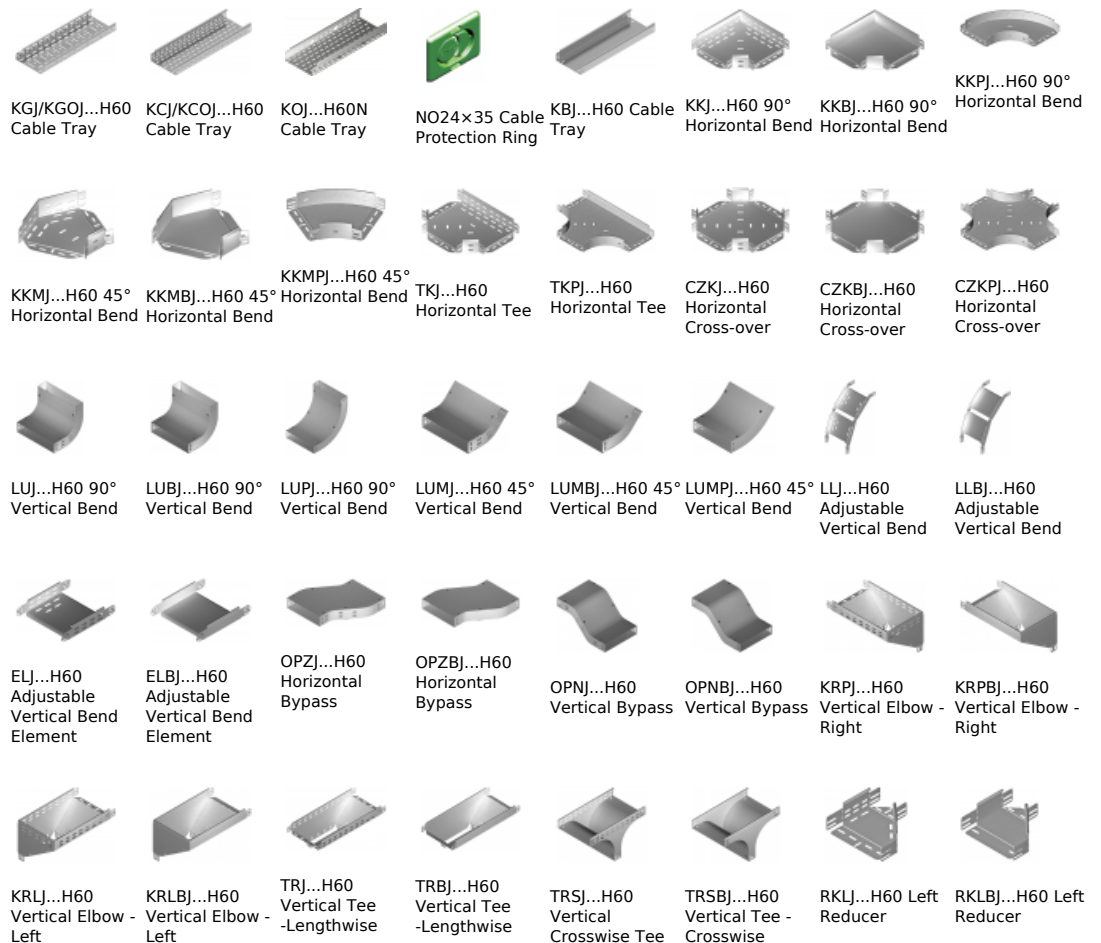 KGJ/KGOJ...H60
Cable Tray
KCJ/KCOJ...H60
Cable Tray
KOJ...H60N
Cable Tray
NO24×35 Cable
Protection Ring
KBJ...H60 Cable
Tray
KKJ...H60 90°
Horizontal Bend
KKBJ...H60 90°
Horizontal Bend
KKPJ...H60 90°
Horizontal Bend
KKMJ...H60 45°
Horizontal Bend
KKMBJ...H60 45°
Horizontal Bend
KKMPJ...H60 45°
Horizontal Bend
TKJ...H60
Horizontal Tee
TKPJ...H60
Horizontal Tee
CZKJ...H60
Horizontal
Cross-over
CZKBJ...H60
Horizontal
Cross-over
CZKPJ...H60
Horizontal
Cross-over
LUJ...H60 90°
Vertical Bend
LUBJ...H60 90°
Vertical Bend
LUPJ...H60 90°
Vertical Bend
LUMJ...H60 45°
Vertical Bend
LUMBJ...H60 45°
Vertical Bend
LUMPJ...H60 45°
Vertical Bend
LLJ...H60
Adjustable
Vertical Bend
LLBJ...H60
Adjustable
Vertical Bend
ELJ...H60
Adjustable
Vertical Bend
Element
ELBJ...H60
Adjustable
Vertical Bend
Element
OPZJ...H60
Horizontal
Bypass
OPZBJ...H60
Horizontal
Bypass
OPNJ...H60
Vertical Bypass
OPNBJ...H60
Vertical Bypass
KRPJ...H60
Vertical Elbow -
Right
KRPBJ...H60
Vertical Elbow -
Right
KRLJ...H60
Vertical Elbow -
Left
KRLBJ...H60
Vertical Elbow -
Left
TRJ...H60
Vertical Tee
-Lengthwise
TRBJ...H60
Vertical Tee
-Lengthwise
TRSJ...H60
Vertical
Crosswise Tee
TRSBJ...H60
Vertical Tee -
Crosswise
RKLJ...H60 Left
Reducer
RKLBJ...H60 Left
Reducer